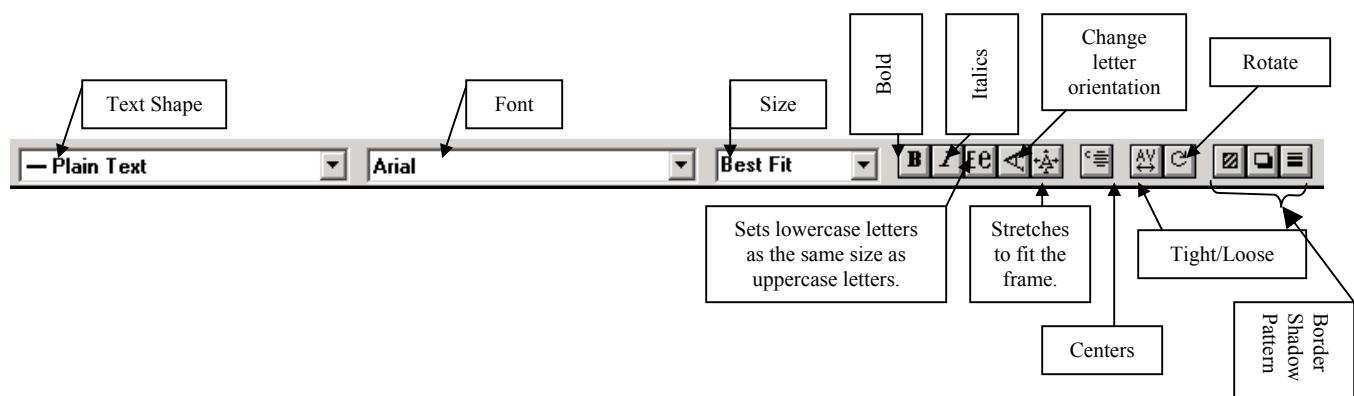 Bold
Italics
Change
letter
orientation
Rotate
Text Shape
Font
Size
— Plain Text
Arial
Best Fit
B
I
Ee
A
A
c
AV
C
Sets lowercase letters
as the same size as
uppercase letters.
Stretches
to fit the
frame.
Tight/Loose
Centers
Border
Shadow
Pattern